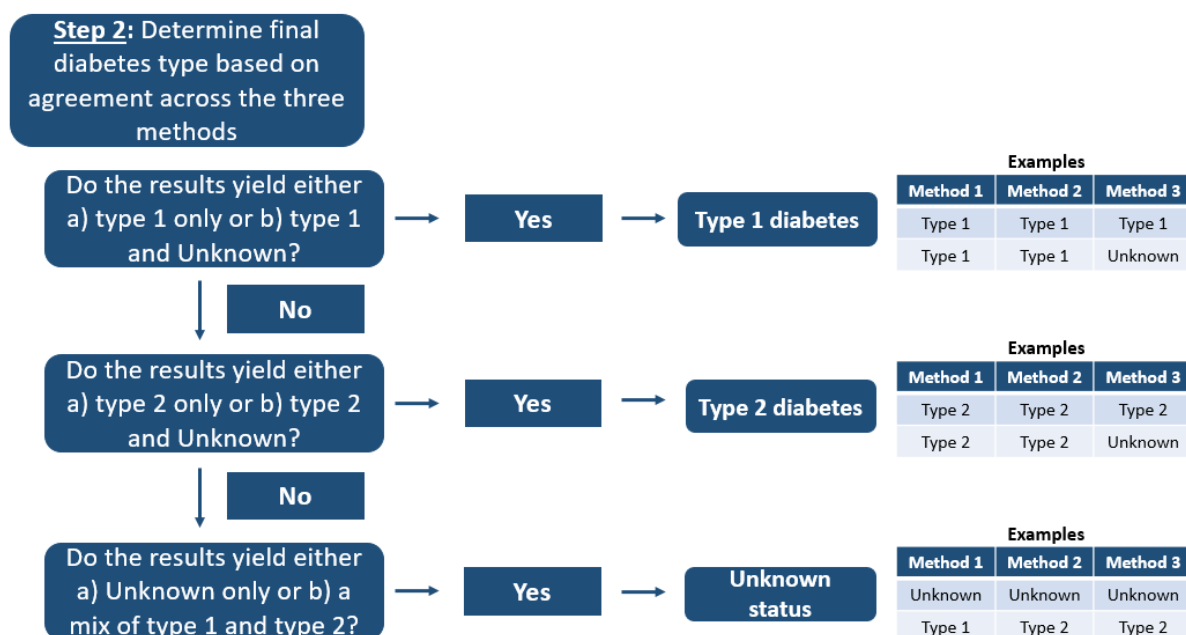 Step 2: Determine final
diabetes type based on
agreement across the three
methods
Do the results yield either
a) type 1 only or b) type 1
and Unknown?
Yes
Type 1 diabetes
Examples
Method 1 Method 2 Method 3
Type 1 Type 1 Type 1
Type 1 Type 1 Unknown
No
Do the results yield either
a) type 2 only or b) type 2
and Unknown?
Yes
Type 2 diabetes
Examples
Method 1 Method 2 Method 3
Type 2 Type 2 Type 2
Type 2 Type 2 Unknown
No
Do the results yield either
a) Unknown only or b) a
mix of type 1 and type 2?
Yes
Unknown
status
Examples
Method 1 Method 2 Method 3
Unknown Unknown Unknown
Type 1 Type 2 Type 2